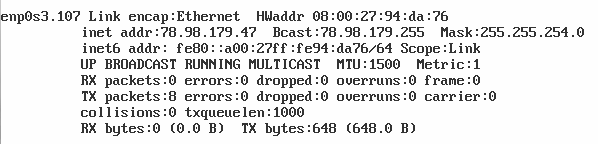 enp0s3.107 Link encap:Ethernet  HWaddr 08:00:27:94:da:76
inet addr:78.98.179.47  Bcast:78.98.179.255  Mask:255.255.254.0
inet6 addr: fe80::a00:27ff:fe94:da76/64 Scope:Link
UP BROADCAST RUNNING MULTICAST  MTU:1500  Metric:1
RX packets:0 errors:0 dropped:0 overruns:0 frame:0
TX packets:8 errors:0 dropped:0 overruns:0 carrier:0
collisions:0 txqueuelen:1000
RX bytes:0 (0.0 B)  TX bytes:648 (648.0 B)